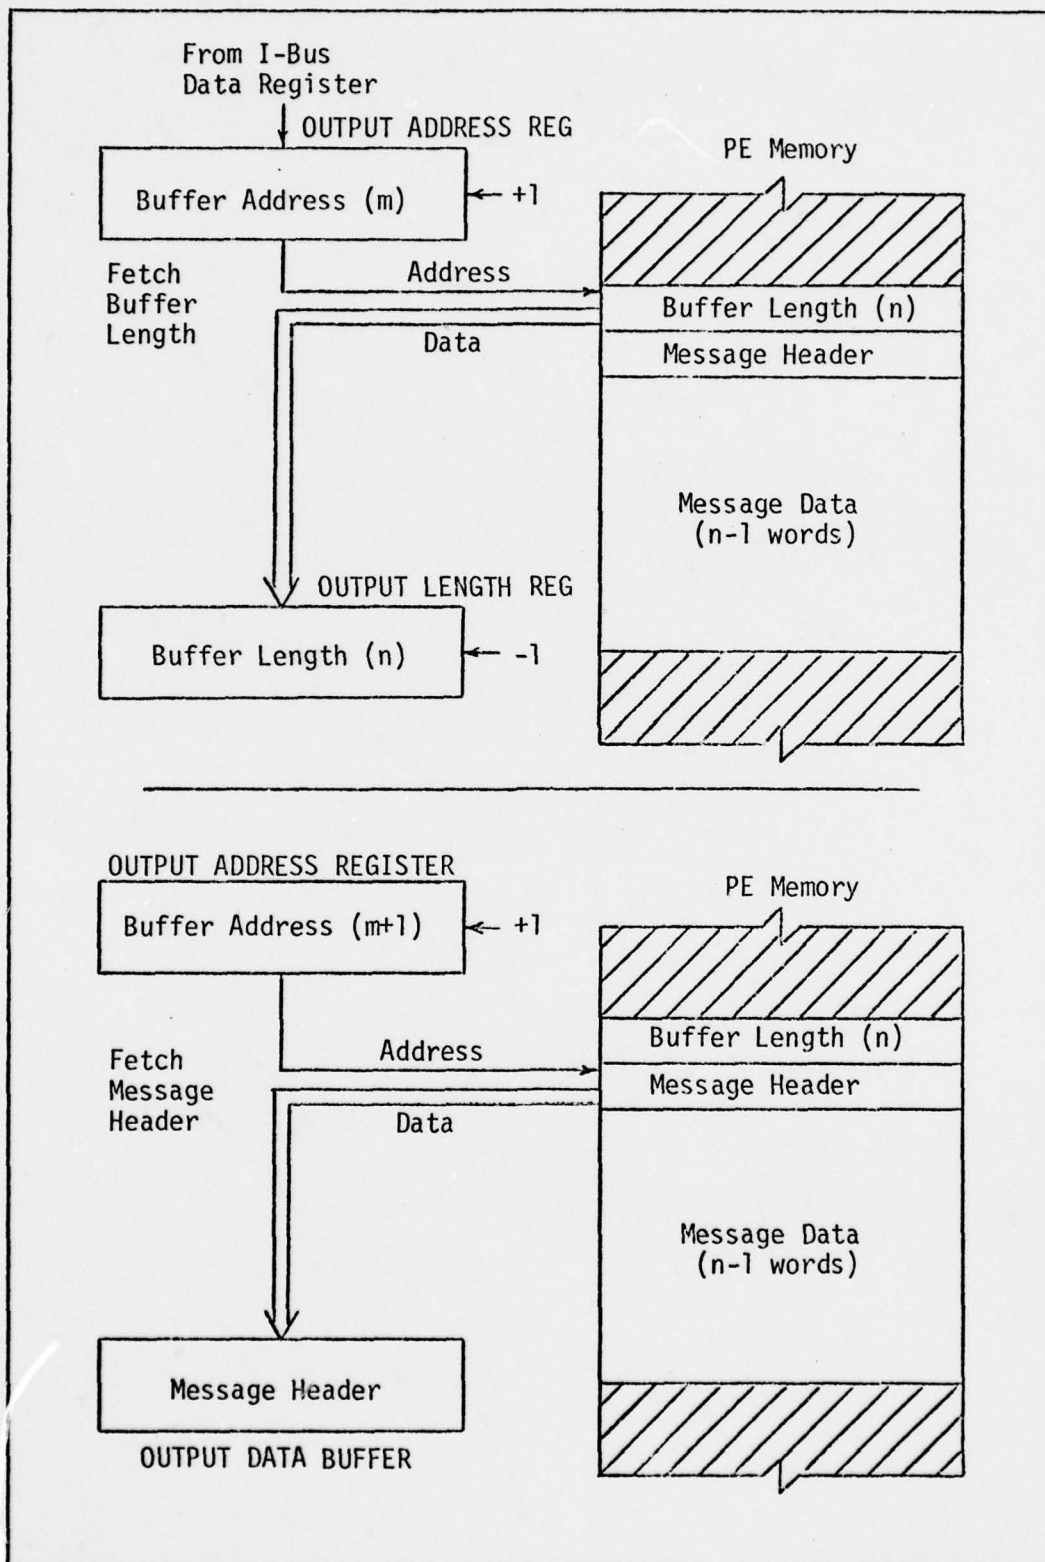 From I-Bus
Data Register
OUTPUT ADDRESS REG
Buffer Address (m)
+1
PE Memory
Fetch
Buffer
Length
Address
Data
Buffer Length (n)
Message Header
Message Data
(n-1 words)
OUTPUT LENGTH REG
Buffer Length (n)
-1
OUTPUT ADDRESS REGISTER
Buffer Address (m+1)
+1
PE Memory
Fetch
Message
Header
Address
Data
Buffer Length (n)
Message Header
Message Data
(n-1 words)
Message Header
OUTPUT DATA BUFFER